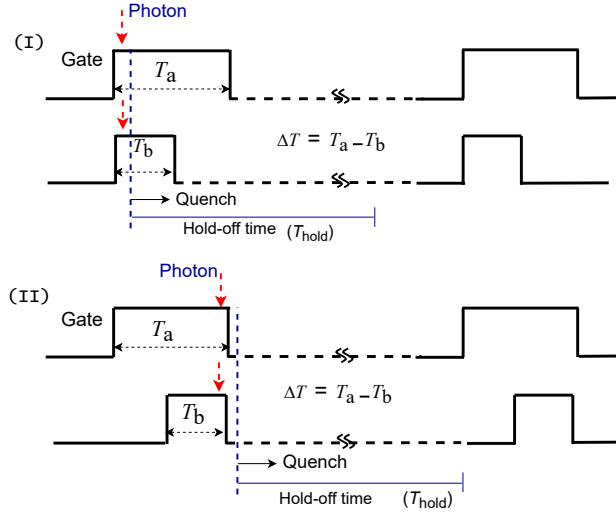 Photon
(I)
Gate
Ta
Tb
ΔT = Ta – Tb
Quench
Hold-off time (Thold)
Photon
(II)
Gate
Ta
ΔT = Ta – Tb
Tb
Quench
Hold-off time (Thold)